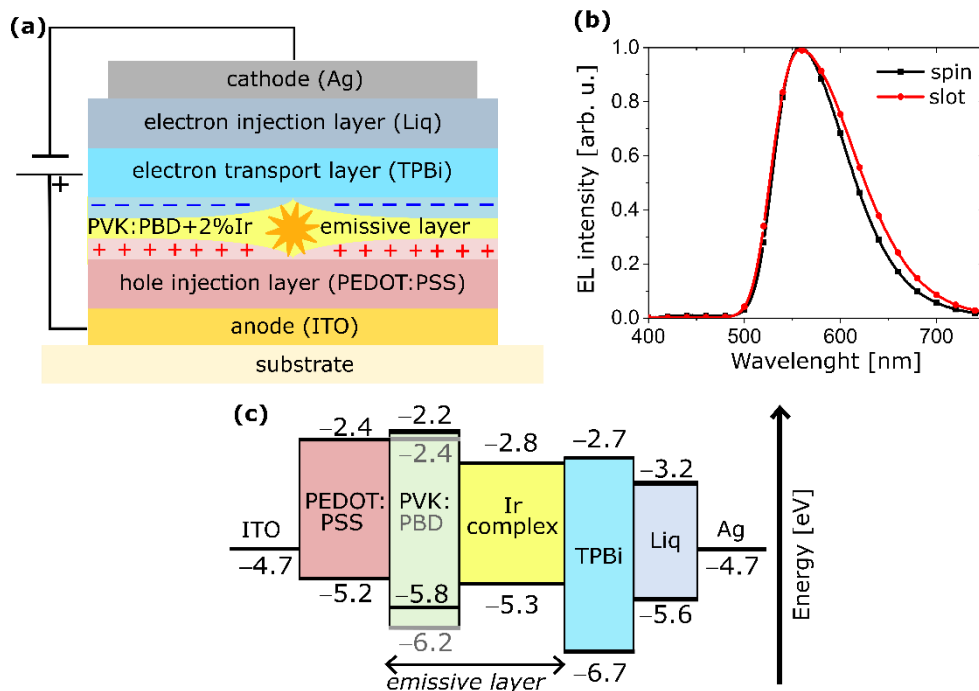 (a)
cathode (Ag)
electron injection layer (Liq)
electron transport layer (TPBi)
+
− − − − − − − − − − − − − −
PVK:PBD+2%Ir emissive layer
+ + + + + + + + + + + + + + +
hole injection layer (PEDOT:PSS)
anode (ITO)
substrate
(b)
EL intensity [arb. u.]
1.0
0.8
0.6
0.4
0.2
0.0
spin
slot
400 500 600 700
Wavelenght [nm]
(c)
−2.4
−2.2
−2.4
−2.8
−2.7
−3.2
ITO
−4.7
PEDOT:
PSS
PVK:
PBD
Ir
complex
TPBi
Liq
Ag
−4.7
−5.2
−5.8
−6.2
−5.3
−6.7
−5.6
emissive layer
Energy [eV]